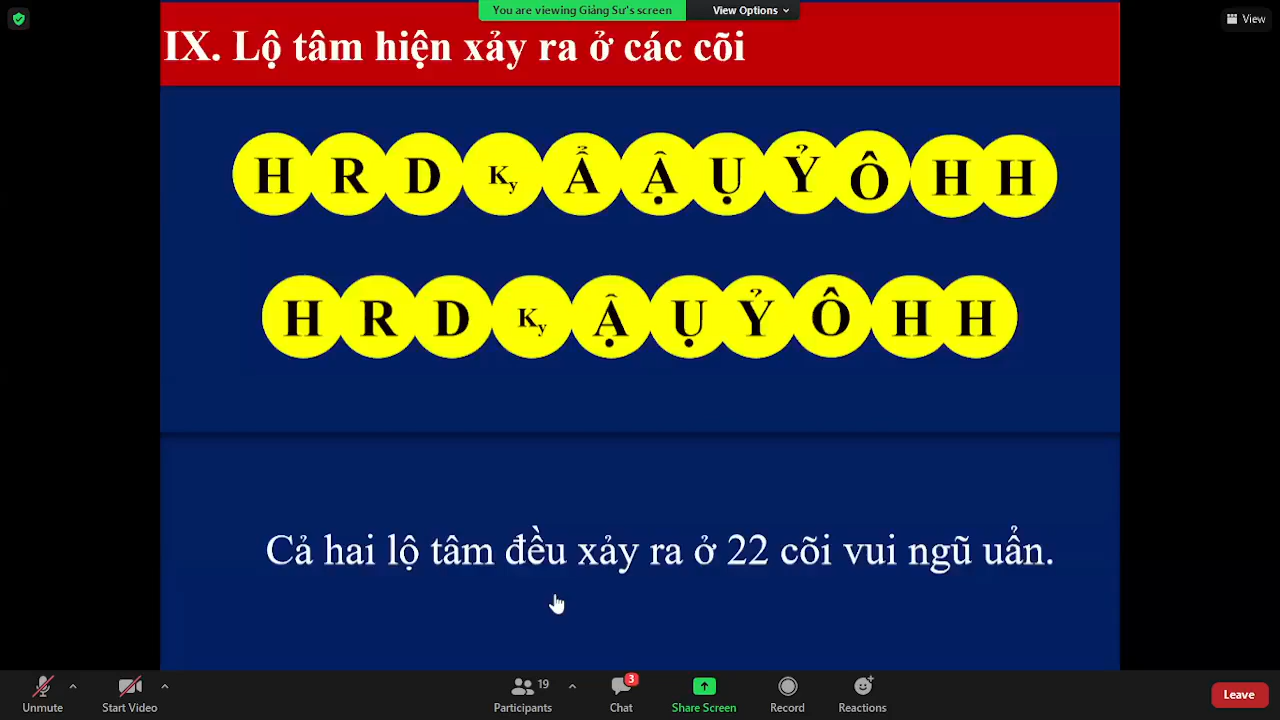 You are viewing Giảng Sư's screen
View Options
View
IX. Lộ tâm hiện xảy ra ở các cõi
H R D Ky Ẩ Ậ Ụ Ỷ Ô H H
H R D Ky Ậ Ụ Ỷ Ô H H
Cả hai lộ tâm đều xảy ra ở 22 cõi vui ngũ uẩn.
Unmute
Start Video
19
Participants
3
Chat
Share Screen
Record
Reactions
Leave